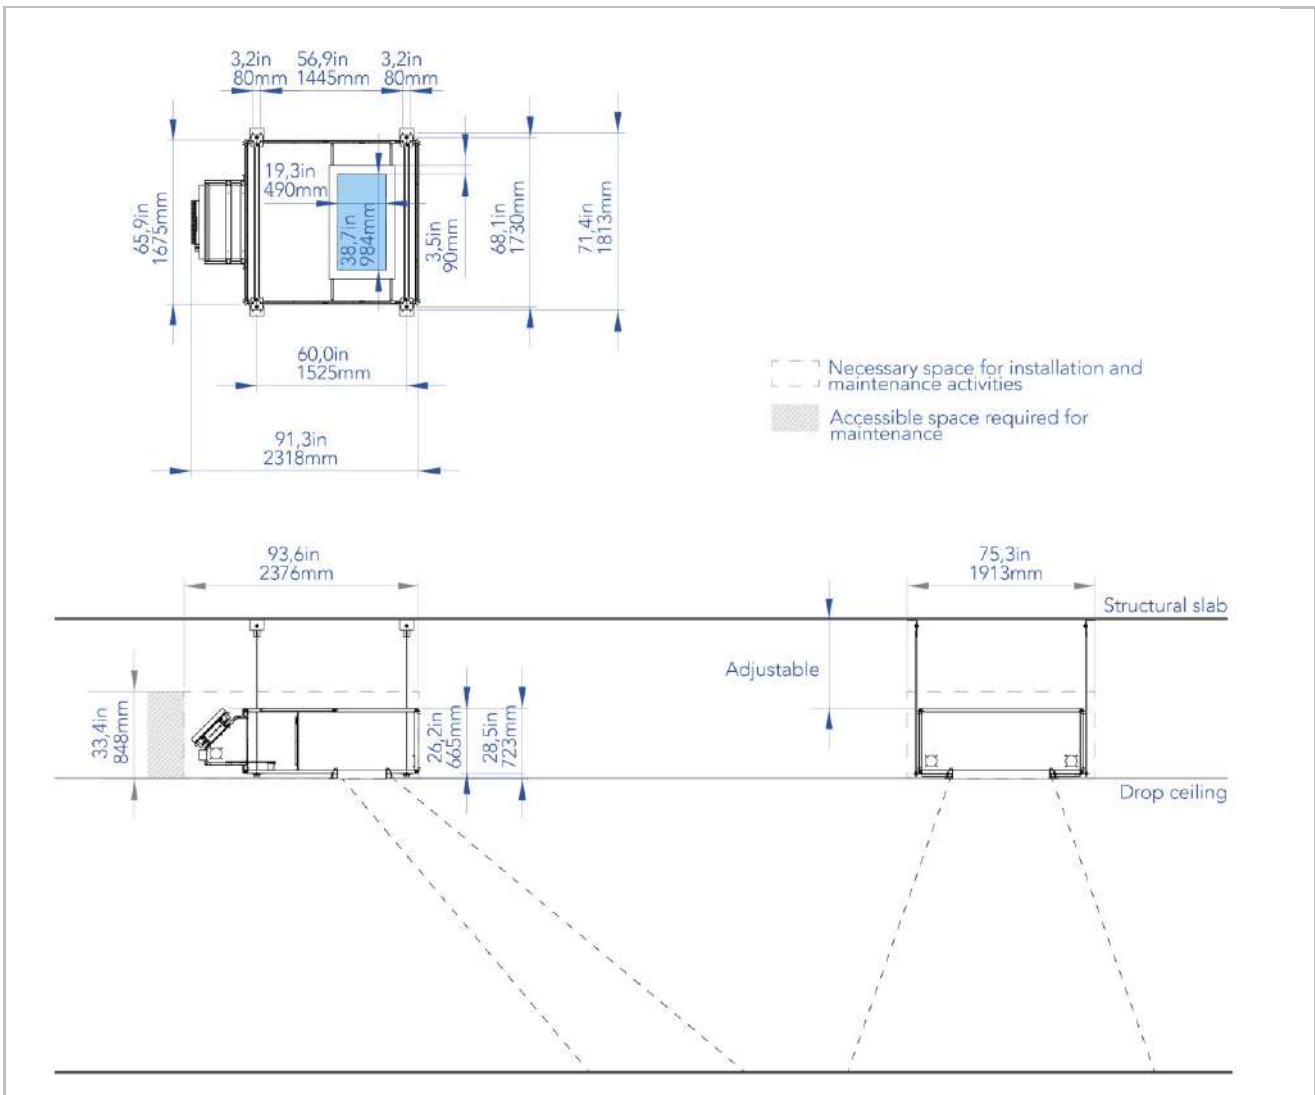 3,2in 56,9in 3,2in
80mm 1445mm 80mm
19,3in
490mm
38,7in
984mm
65,9in
1675mm
3,5in
90mm
68,1in
1730mm
71,4in
1813mm
60,0in
1525mm
91,3in
2318mm
Necessary space for installation and
maintenance activities
Accessible space required for
maintenance
93,6in
2376mm
75,3in
1913mm
Structural slab
Adjustable
33,4in
848mm
26,2in
665mm
28,5in
723mm
Drop ceiling